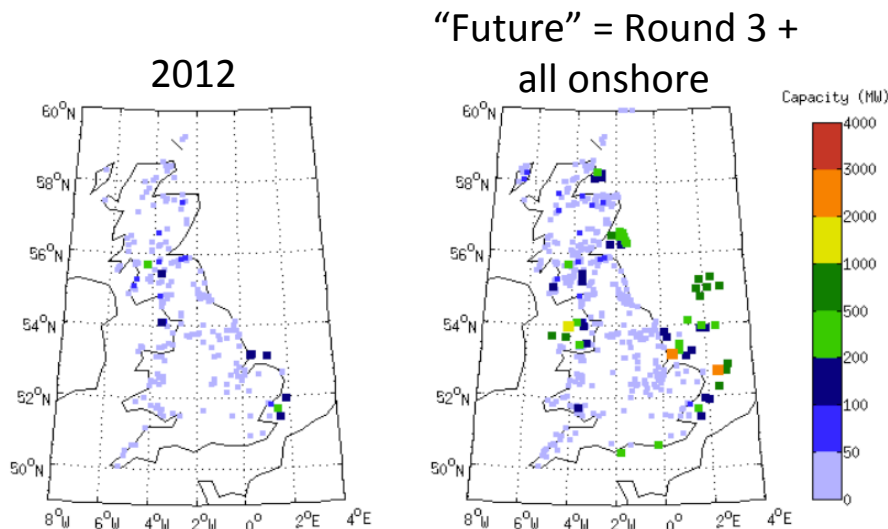 “Future” = Round 3 +
all onshore
2012
Capacity (MW)
60°N
58°N
56°N
54°N
52°N
50°N
8°W 6°W 4°W 2°W 0° 2°E 4°E
60°N
58°N
56°N
54°N
52°N
50°N
8°W 6°W 4°W 2°W 0° 2°E 4°E
4000
3000
2000
1000
500
200
100
50
0